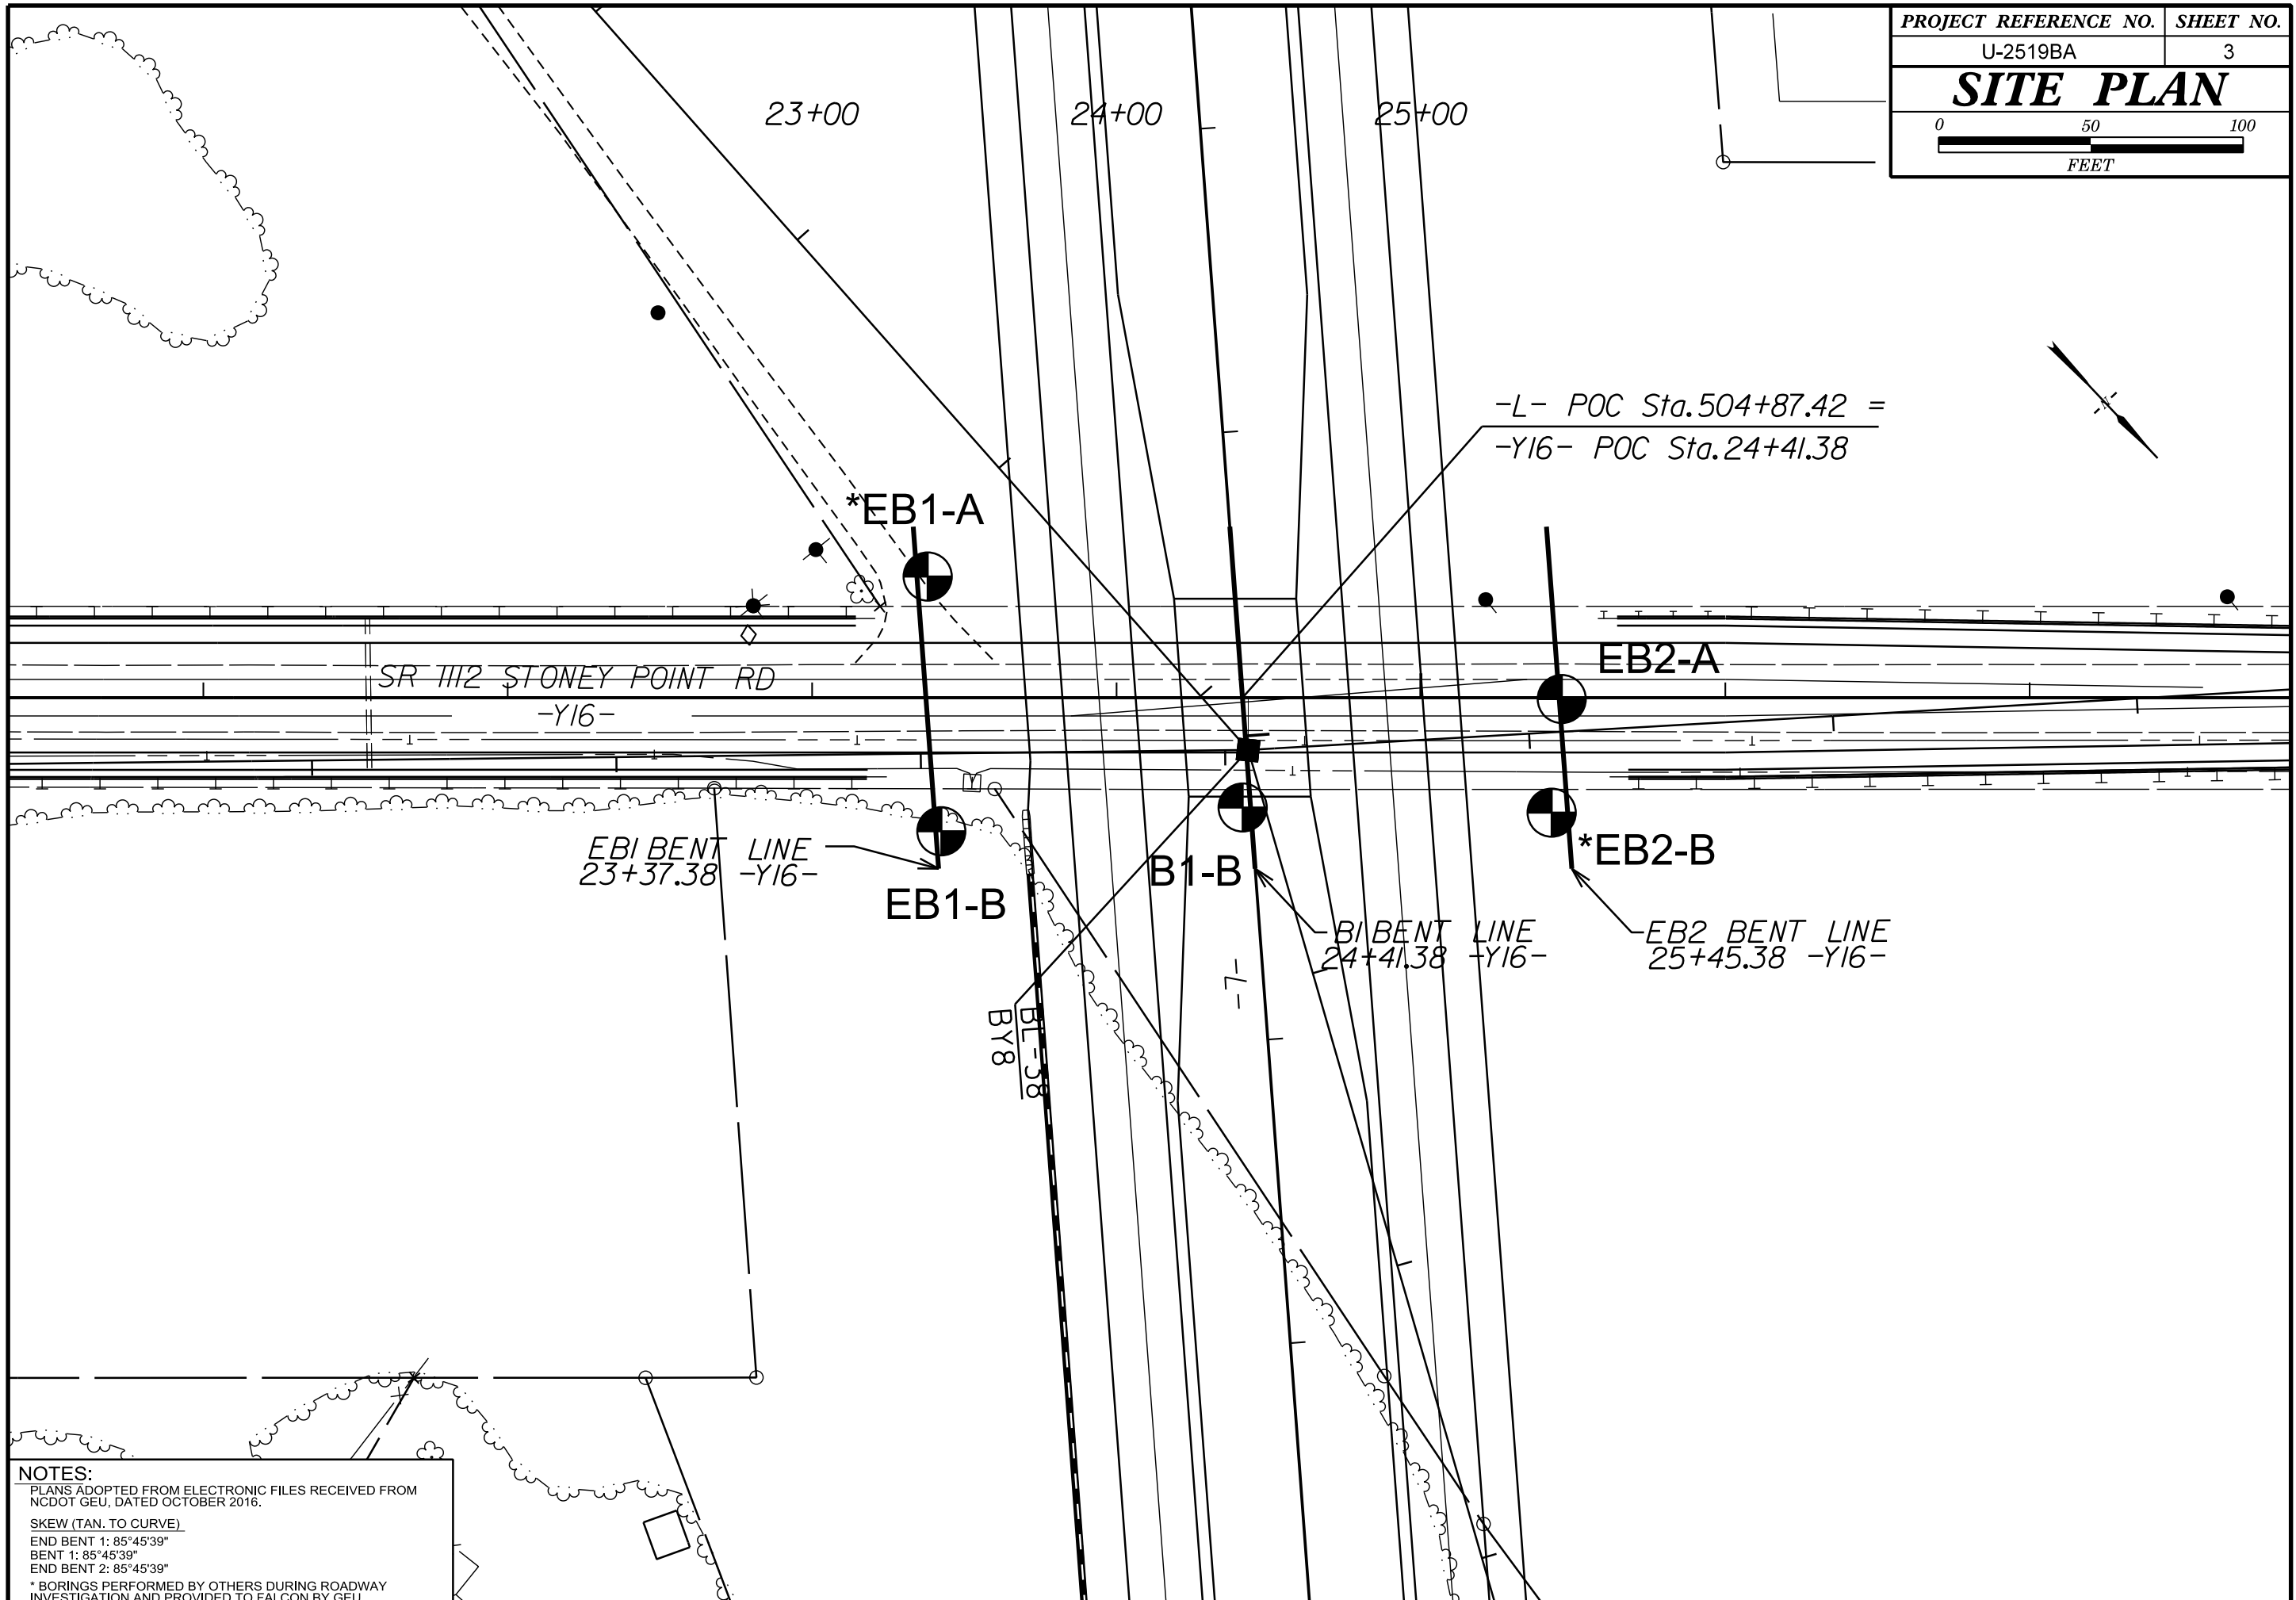 PROJECT REFERENCE NO. SHEET NO.
U-2519BA 3
SITE PLAN
0 50 100
FEET
23+00 24+00 25+00
-L- POC Sta.504+87.42 =
-Y16- POC Sta.24+41.38
*EB1-A
EB2-A
SR 1112 STONEY POINT RD
-Y16-
EB1 BENT LINE
23+37.38 -Y16-
EB1-B
B1-B
*EB2-B
B1 BENT LINE
24+41.38 -Y16-
EB2 BENT LINE
25+45.38 -Y16-
-L-
BL-38
BY8
NOTES:
PLANS ADOPTED FROM ELECTRONIC FILES RECEIVED FROM
NCDOT GEU, DATED OCTOBER 2016.
SKEW (TAN. TO CURVE)
END BENT 1: 85°45'39"
BENT 1: 85°45'39"
END BENT 2: 85°45'39"
* BORINGS PERFORMED BY OTHERS DURING ROADWAY
INVESTIGATION AND PROVIDED TO FALCON BY GEU